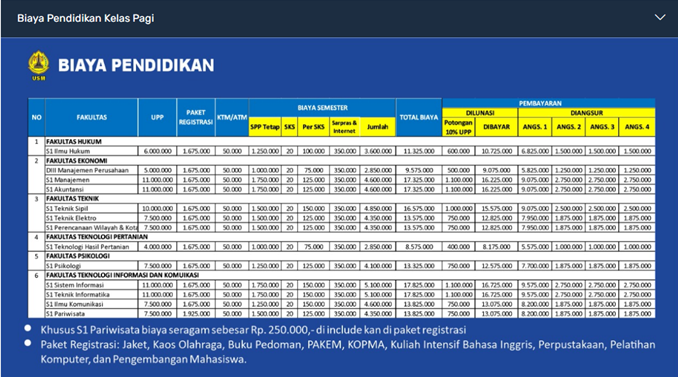 Biaya Pendidikan Kelas Pagi
USM
BIAYA PENDIDIKAN
NO FAKULTAS UPP PAKET REGISTRASI KTM/ATM BIAYA SEMESTER TOTAL BIAYA PEMBAYARAN
DILUNASI DIANGSUR
SPP Tetap SKS Per SKS Sarpras & Internet Jumlah Potongan 10% UPP DIBAYAR ANGS. 1 ANGS. 2 ANGS. 3 ANGS. 4
1 FAKULTAS HUKUM
S1 Ilmu Hukum 6.000.000 1.675.000 50.000 1.250.000 20 100.000 350.000 3.600.000 11.325.000 600.000 10.725.000 6.825.000 1.500.000 1.500.000 1.500.000
2 FAKULTAS EKONOMI
DIII Manajemen Perusahaan 5.000.000 1.675.000 50.000 1.000.000 20 75.000 350.000 2.850.000 9.575.000 500.000 9.075.000 5.825.000 1.250.000 1.250.000 1.250.000
S1 Manajemen 11.000.000 1.675.000 50.000 1.750.000 20 125.000 350.000 4.600.000 17.325.000 1.100.000 16.225.000 9.075.000 2.750.000 2.750.000 2.750.000
S1 Akuntansi 11.000.000 1.675.000 50.000 1.750.000 20 125.000 350.000 4.600.000 17.325.000 1.100.000 16.225.000 9.075.000 2.750.000 2.750.000 2.750.000
3 FAKULTAS TEKNIK
S1 Teknik Sipil 10.000.000 1.675.000 50.000 1.500.000 20 150.000 350.000 4.850.000 16.575.000 1.000.000 15.575.000 9.075.000 2.500.000 2.500.000 2.500.000
S1 Teknik Elektro 7.500.000 1.675.000 50.000 1.500.000 20 125.000 350.000 4.350.000 13.575.000 750.000 12.825.000 7.950.000 1.875.000 1.875.000 1.875.000
S1 Perencanaan Wilayah & Kota 7.500.000 1.675.000 50.000 1.500.000 20 125.000 350.000 4.350.000 13.575.000 750.000 12.825.000 7.950.000 1.875.000 1.875.000 1.875.000
4 FAKULTAS TEKNOLOGI PERTANIAN
S1 Teknologi Hasil Pertanian 4.000.000 1.675.000 50.000 1.000.000 20 75.000 350.000 2.850.000 8.575.000 400.000 8.175.000 5.575.000 1.000.000 1.000.000 1.000.000
5 FAKULTAS PSIKOLOGI
S1 Psikologi 7.500.000 1.675.000 50.000 1.250.000 20 125.000 350.000 4.100.000 13.325.000 750.000 12.575.000 7.700.000 1.875.000 1.875.000 1.875.000
6 FAKULTAS TEKNOLOGI INFORMASI DAN KOMUIKASI
S1 Sistem Informasi 11.000.000 1.675.000 50.000 1.750.000 20 150.000 350.000 5.100.000 17.825.000 1.100.000 16.725.000 9.575.000 2.750.000 2.750.000 2.750.000
S1 Teknik Informatika 11.000.000 1.675.000 50.000 1.750.000 20 150.000 350.000 5.100.000 17.825.000 1.100.000 16.725.000 9.575.000 2.750.000 2.750.000 2.750.000
S1 Ilmu Komunikasi 7.500.000 1.675.000 50.000 1.750.000 20 125.000 350.000 4.600.000 13.825.000 750.000 13.075.000 8.200.000 1.875.000 1.875.000 1.875.000
S1 Pariwisata 7.500.000 1.925.000 50.000 1.500.000 20 125.000 350.000 4.350.000 13.825.000 750.000 13.075.000 8.200.000 1.875.000 1.875.000 1.875.000
Khusus S1 Pariwisata biaya seragam sebesar Rp. 250.000,- di include kan di paket registrasi
Paket Registrasi: Jaket, Kaos Olahraga, Buku Pedoman, PAKEM, KOPMA, Kuliah Intensif Bahasa Inggris, Perpustakaan, Pelatihan
Komputer, dan Pengembangan Mahasiswa.